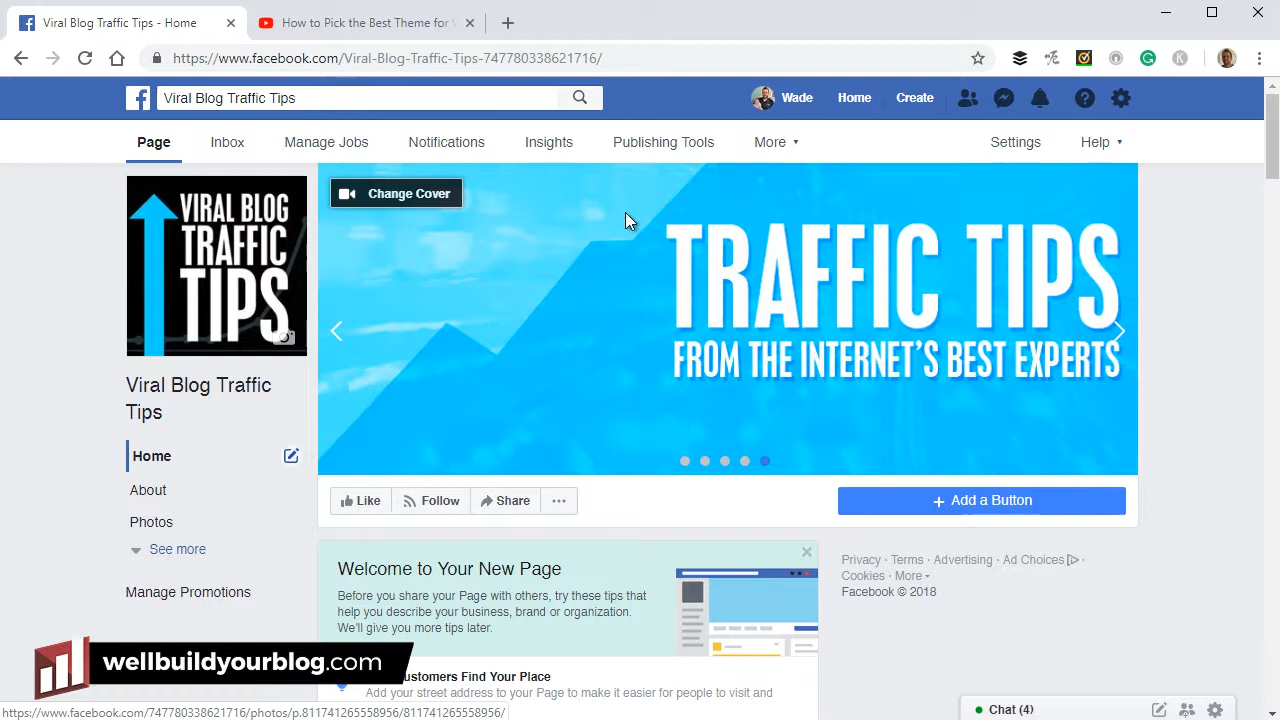 Viral Blog Traffic Tips - Home
How to Pick the Best Theme for
https://www.facebook.com/Viral-Blog-Traffic-Tips-747780338621716/
Viral Blog Traffic Tips
Wade Home Create
Page Inbox Manage Jobs Notifications Insights Publishing Tools More Settings Help
Change Cover
VIRAL BLOG
TRAFFIC
TIPS
TRAFFIC TIPS
FROM THE INTERNET'S BEST EXPERTS
Viral Blog Traffic
Tips
Home
About
Photos
See more
Manage Promotions
Like Follow Share ...
+ Add a Button
Welcome to Your New Page
Before you share your Page with others, try these tips that
help you describe your business, brand or organization.
We'll give you more tips later.
ustomers Find Your Place
Add your street address to your Page to make it easier for people to visit and
Privacy · Terms · Advertising · Ad Choices ·
Cookies · More
Facebook © 2018
wellbuildyourblog.com
https://www.facebook.com/747780338621716/photos/p.811741265558956/811741265558956/
Chat (4)